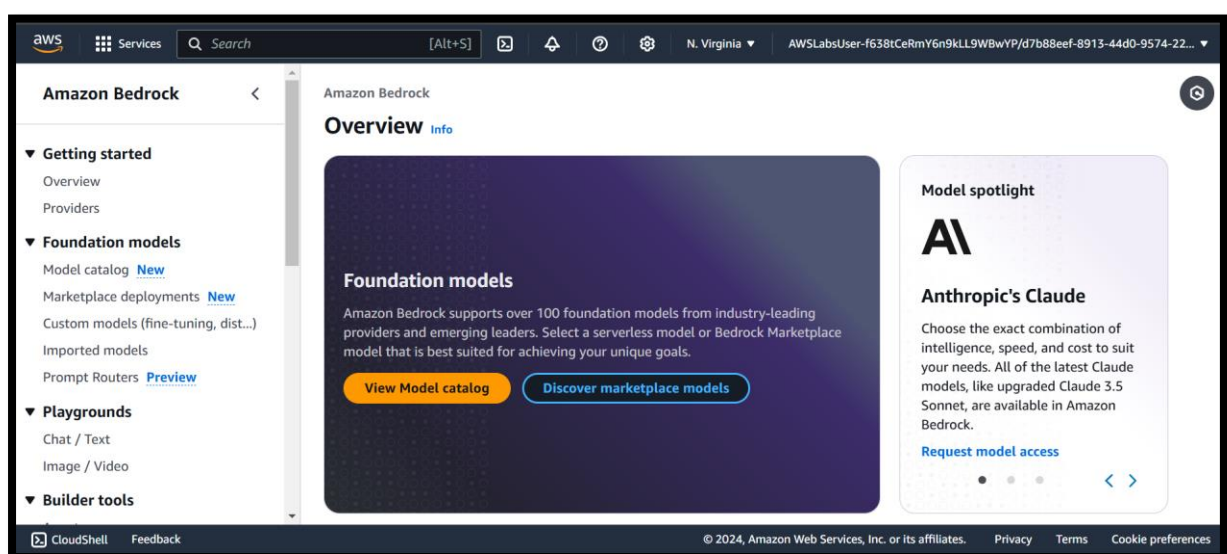 aws Services Search [Alt+S] N. Virginia ▼ AWSLabsUser-f638tCeRmY6n9kLL9WBwYP/d7b88eef-8913-44d0-9574-22... ▼
Amazon Bedrock
Getting started
Overview
Providers
Foundation models
Model catalog New
Marketplace deployments New
Custom models (fine-tuning, dist...)
Imported models
Prompt Routers Preview
Playgrounds
Chat / Text
Image / Video
Builder tools
Amazon Bedrock
Overview Info
Foundation models
Amazon Bedrock supports over 100 foundation models from industry-leading
providers and emerging leaders. Select a serverless model or Bedrock Marketplace
model that is best suited for achieving your unique goals.
View Model catalog Discover marketplace models
Model spotlight
A\
Anthropic's Claude
Choose the exact combination of
intelligence, speed, and cost to suit
your needs. All of the latest Claude
models, like upgraded Claude 3.5
Sonnet, are available in Amazon
Bedrock.
Request model access
CloudShell Feedback © 2024, Amazon Web Services, Inc. or its affiliates. Privacy Terms Cookie preferences